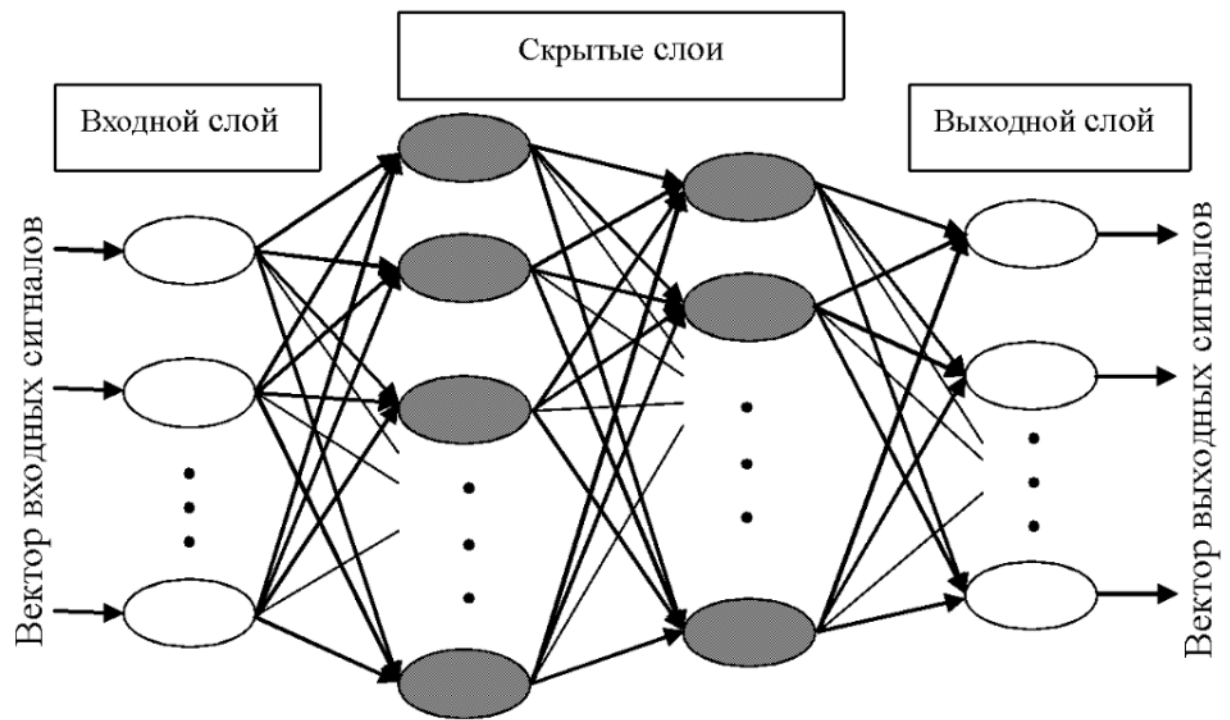 Скрытые слои
Входной слой
Выходной слой
Вектор входных сигналов
Вектор выходных сигналов